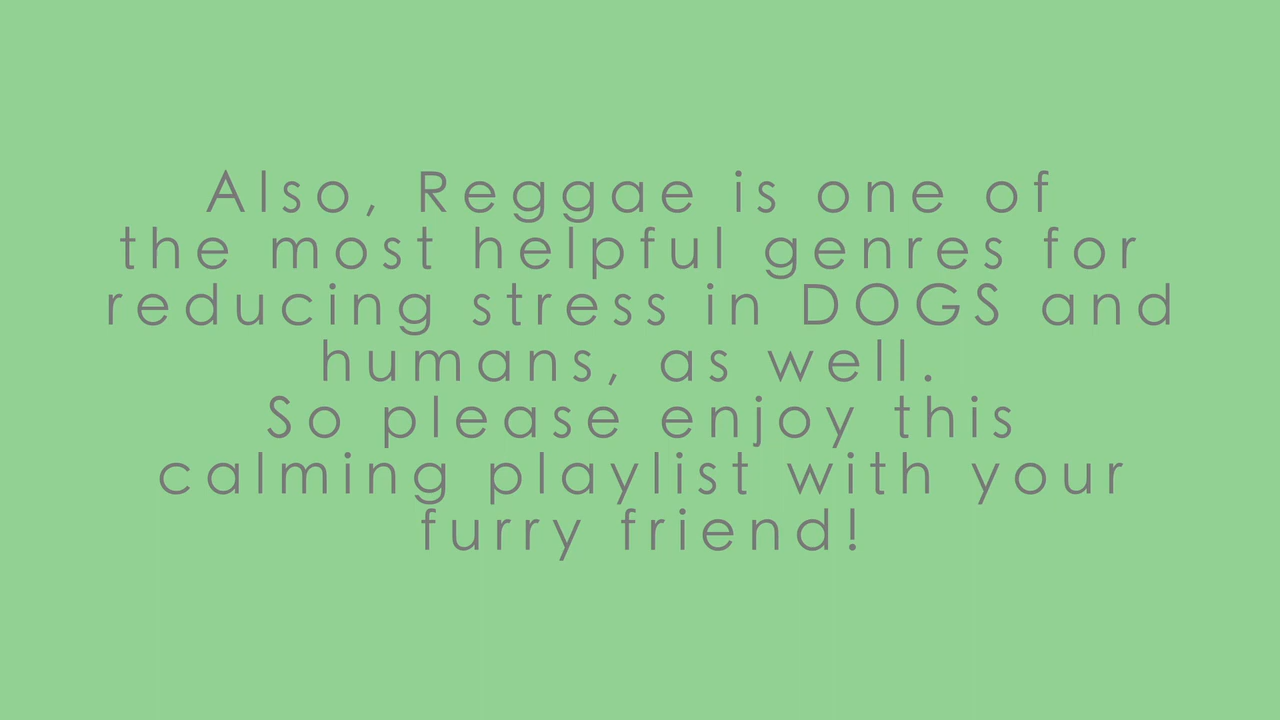 Also, Reggae is one of
the most helpful genres for
reducing stress in DOGS and
humans, as well.
So please enjoy this
calming playlist with your
furry friend!